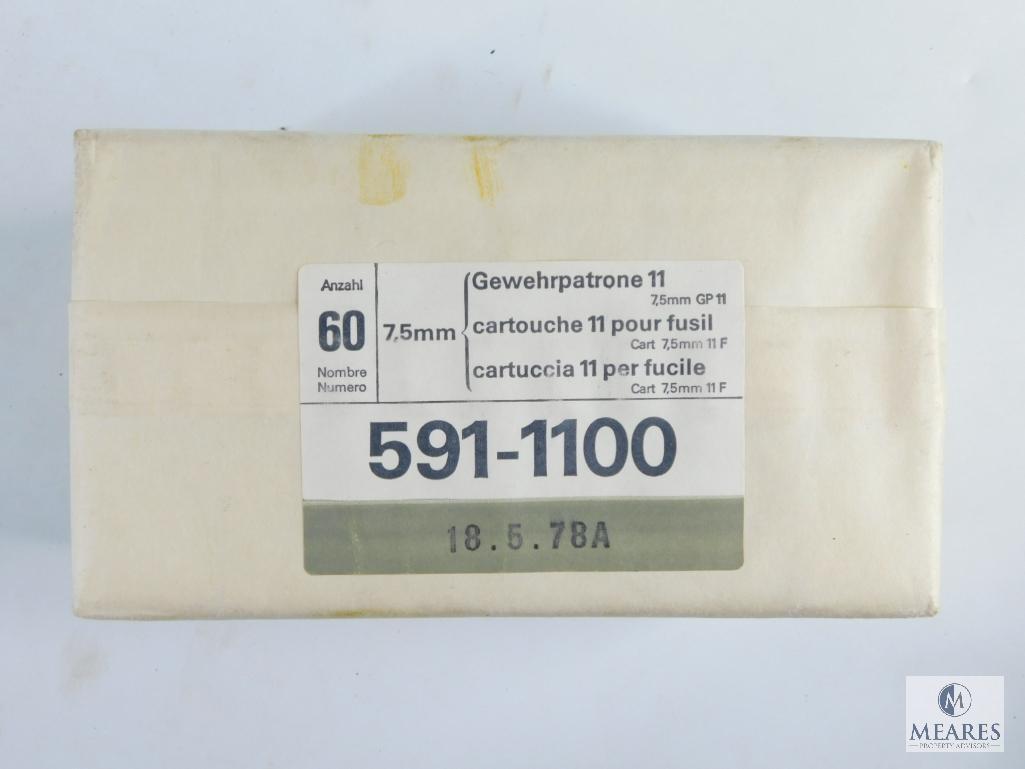 Anzahl
60
Nombre
Numero
7,5mm
Gewehrpatrone 11
7,5mm GP 11
cartouche 11 pour fusil
Cart 7,5mm 11 F
cartuccia 11 per fucile
Cart 7,5mm 11 F
591-1100
18.5.78A
M
MEARES
PROPERTY ADVISORS